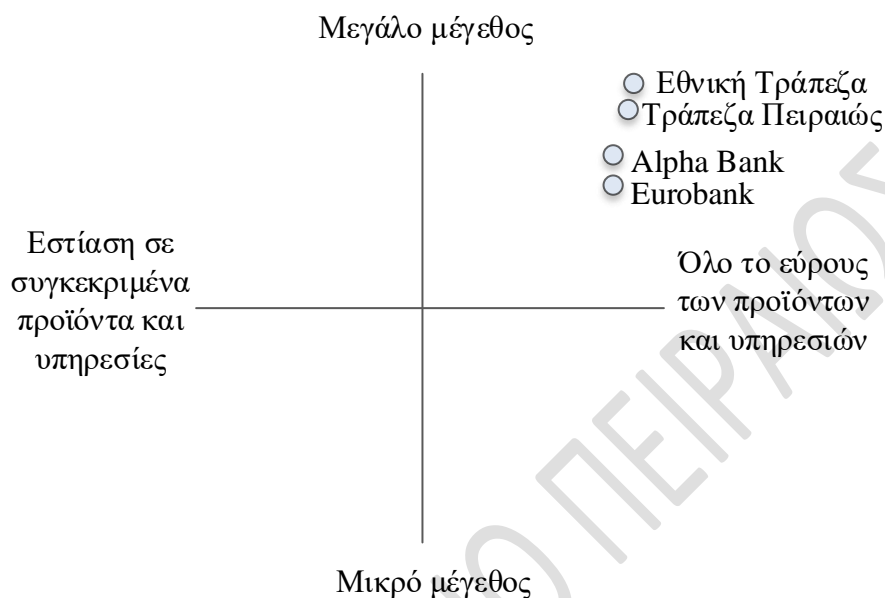 Μεγάλο μέγεθος
Εθνική Τράπεζα
Τράπεζα Πειραιώς
Alpha Bank
Eurobank
Εστίαση σε
συγκεκριμένα
προϊόντα και
υπηρεσίες
Όλο το εύρους
των προϊόντων
και υπηρεσιών
Μικρό μέγεθος